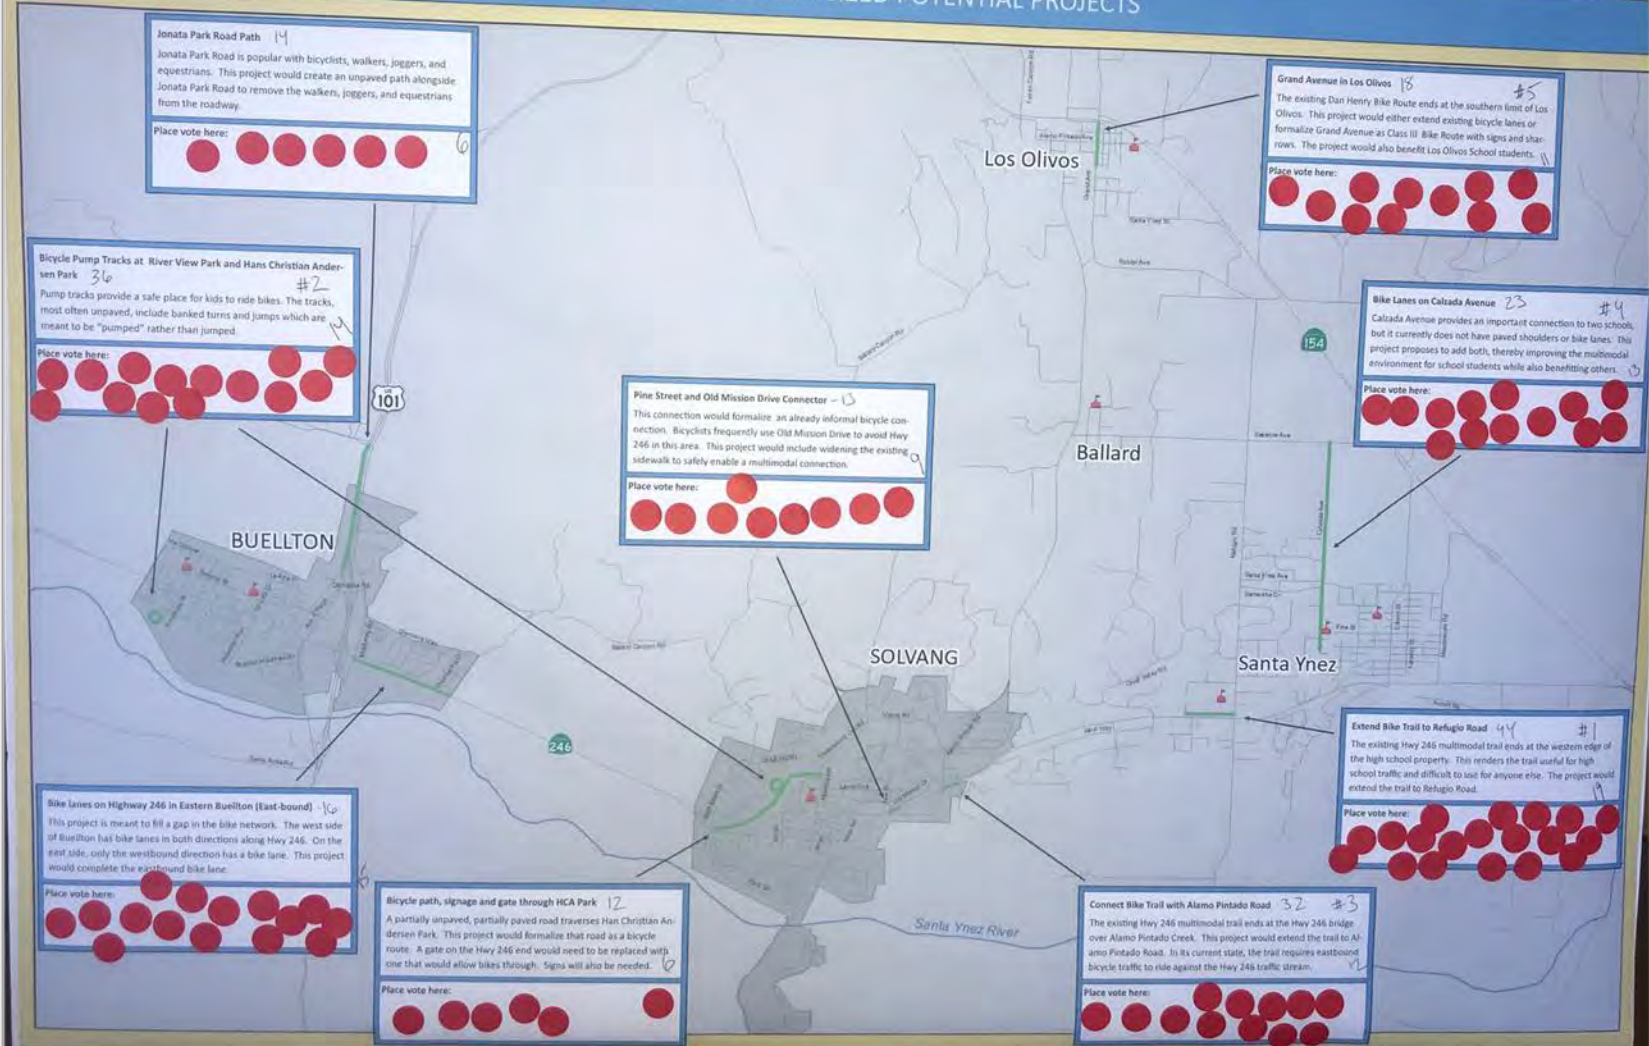 POTENTIAL PROJECTS
Jonata Park Road Path 14
Jonata Park Road is popular with bicyclists, walkers, joggers, and
equestrians. This project would create an unpaved path alongside
Jonata Park Road to remove the walkers, joggers, and equestrians
from the roadway.
Place vote here:
6
Grand Avenue in Los Olivos 18
#5
The existing Dan Henry Bike Route ends at the southern limit of Los
Olivos. This project would either extend existing bicycle lanes or
formalize Grand Avenue as Class III Bike Route with signs and shar-
rows. The project would also benefit Los Olivos School students. 11
Place vote here:
Los Olivos
Bicycle Pump Tracks at River View Park and Hans Christian Ander-
sen Park 36
#2
Pump tracks provide a safe place for kids to ride bikes. The tracks,
most often unpaved, include banked turns and jumps which are
meant to be "pumped" rather than jumped.
Place vote here:
101
Bike Lanes on Calzada Avenue 23
#4
Calzada Avenue provides an important connection to two schools,
but it currently does not have paved shoulders or bike lanes. This
project proposes to add both, thereby improving the multimodal
environment for school students while also benefitting others. 13
Place vote here:
154
Pine Street and Old Mission Drive Connector - 13
This connection would formalize an already informal bicycle con-
nection. Bicyclists frequently use Old Mission Drive to avoid Hwy
246 in this area. This project would include widening the existing
sidewalk to safely enable a multimodal connection. 9
Place vote here:
Ballard
BUELLTON
SOLVANG
Santa Ynez
246
Extend Bike Trail to Refugio Road 44
#1
The existing Hwy 246 multimodal trail ends at the western edge of
the high school property. This renders the trail useful for high
school traffic and difficult to use for anyone else. The project would
extend the trail to Refugio Road. 19
Place vote here:
Bike lanes on Highway 246 in Eastern Buellton (East-bound) - 16
This project is meant to fill a gap in the bike network. The west side
of Buellton has bike lanes in both directions along Hwy 246. On the
east side, only the westbound direction has a bike lane. This project
would complete the eastbound bike lane.
Place vote here:
Bicycle path, signage and gate through HCA Park 12
A partially unpaved, partially paved road traverses Han Christian An-
dersen Park. This project would formalize that road as a bicycle
route. A gate on the Hwy 246 end would need to be replaced with
one that would allow bikes through. Signs will also be needed. 6
Place vote here:
Santa Ynez River
Connect Bike Trail with Alamo Pintado Road 32 #3
The existing Hwy 246 multimodal trail ends at the Hwy 246 bridge
over Alamo Pintado Creek. This project would extend the trail to Al-
amo Pintado Road. In its current state, the trail requires eastbound
bicycle traffic to ride against the Hwy 246 traffic stream. 12
Place vote here: